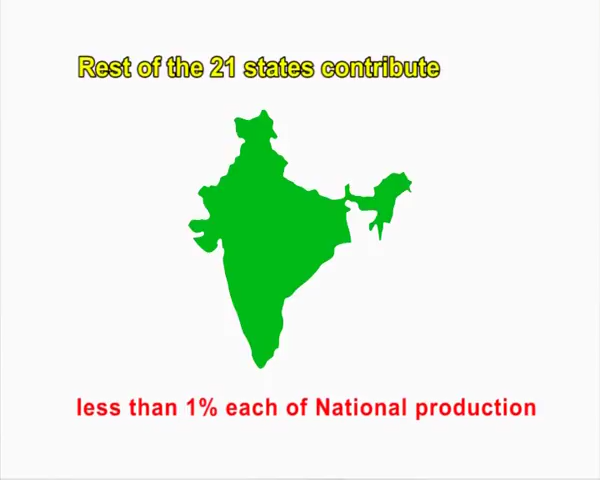 Rest of the 21 states contribute
less than 1% each of National production